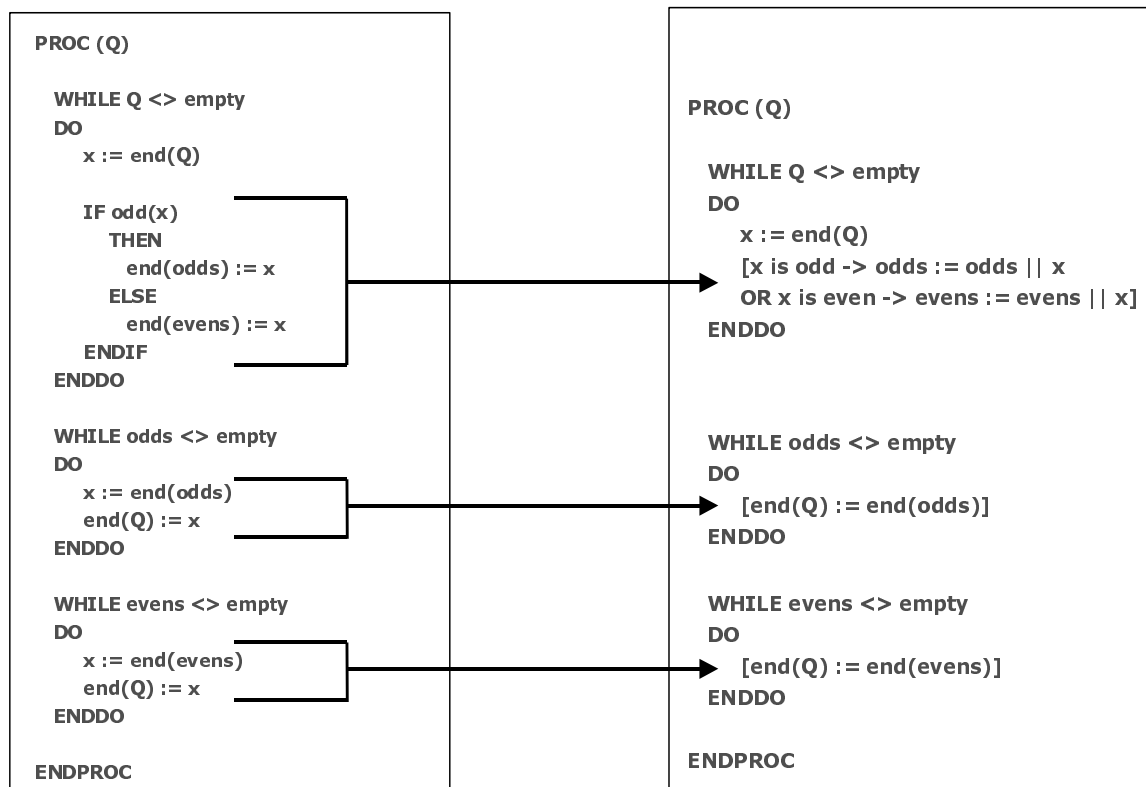 PROC (Q)
WHILE Q <> empty
DO
x := end(Q)
IF odd(x)
THEN
end(odds) := x
ELSE
end(evens) := x
ENDIF
ENDDO
WHILE odds <> empty
DO
x := end(odds)
end(Q) := x
ENDDO
WHILE evens <> empty
DO
x := end(evens)
end(Q) := x
ENDDO
ENDPROC
PROC (Q)
WHILE Q <> empty
DO
x := end(Q)
[x is odd -> odds := odds || x
OR x is even -> evens := evens || x]
ENDDO
WHILE odds <> empty
DO
[end(Q) := end(odds)]
ENDDO
WHILE evens <> empty
DO
[end(Q) := end(evens)]
ENDDO
ENDPROC